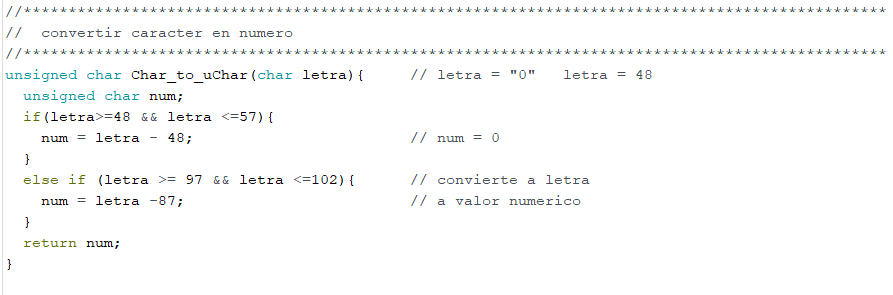 //************************************************************************************************
//  convertir caracter en numero
//************************************************************************************************
unsigned char Char_to_uChar(char letra){     // letra = "0"   letra = 48
  unsigned char num;
  if(letra>=48 && letra <=57){
    num = letra - 48;                        // num = 0
  }
  else if (letra >= 97 && letra <=102){      // convierte a letra
    num = letra -87;                         // a valor numerico
  }
  return num;
}